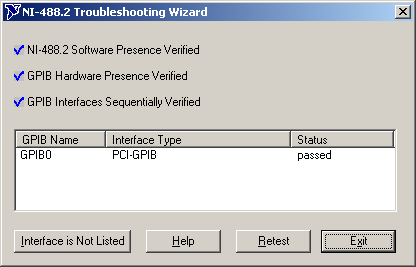 NI-488.2 Troubleshooting Wizard
NI-488.2 Software Presence Verified
GPIB Hardware Presence Verified
GPIB Interfaces Sequentially Verified
GPIB Name Interface Type Status
GPIB0 PCI-GPIB passed
Interface is Not Listed Help Retest Exit